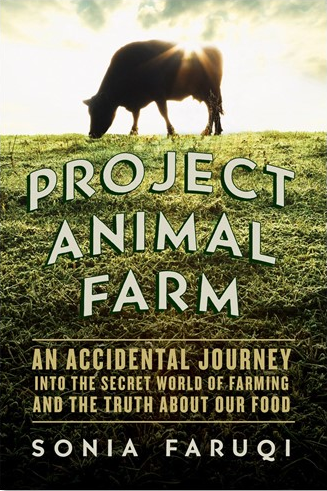 PROJECT
ANIMAL
FARM
AN ACCIDENTAL JOURNEY
INTO THE SECRET WORLD OF FARMING
AND THE TRUTH ABOUT OUR FOOD
SONIA FARUQI